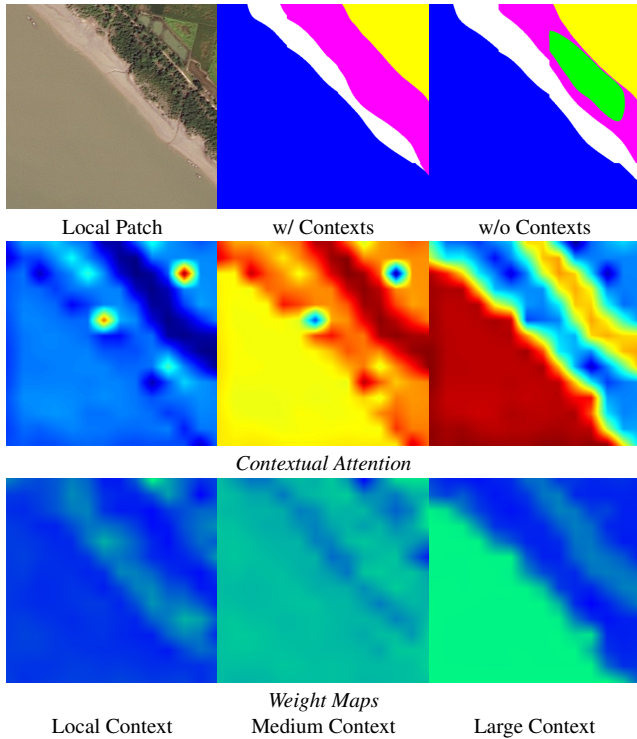 Local Patch w/ Contexts w/o Contexts
Contextual Attention
Weight Maps
Local Context Medium Context Large Context